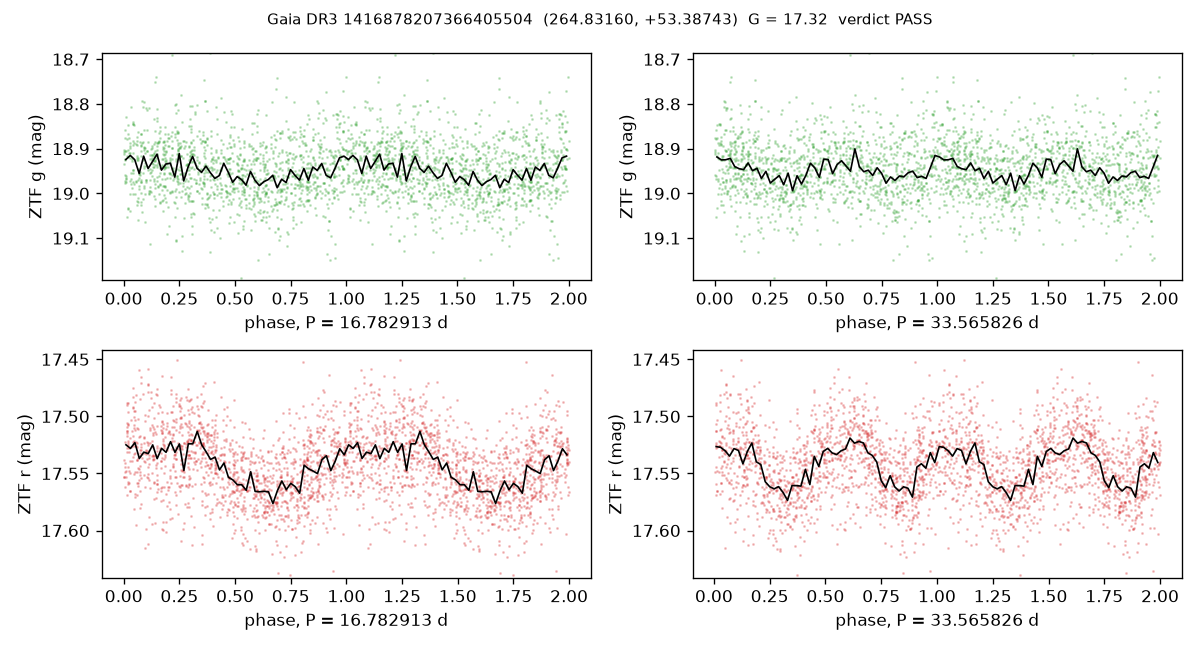 Gaia DR3 1416878207366405504 (264.83160, +53.38743) G = 17.32 verdict PASS
18.7
18.8
18.9
19.0
19.1
ZTF g (mag)
0.00 0.25 0.50 0.75 1.00 1.25 1.50 1.75 2.00
phase, P = 16.782913 d
18.7
18.8
18.9
19.0
19.1
ZTF g (mag)
0.00 0.25 0.50 0.75 1.00 1.25 1.50 1.75 2.00
phase, P = 33.565826 d
17.45
17.50
17.55
17.60
ZTF r (mag)
0.00 0.25 0.50 0.75 1.00 1.25 1.50 1.75 2.00
phase, P = 16.782913 d
17.45
17.50
17.55
17.60
ZTF r (mag)
0.00 0.25 0.50 0.75 1.00 1.25 1.50 1.75 2.00
phase, P = 33.565826 d